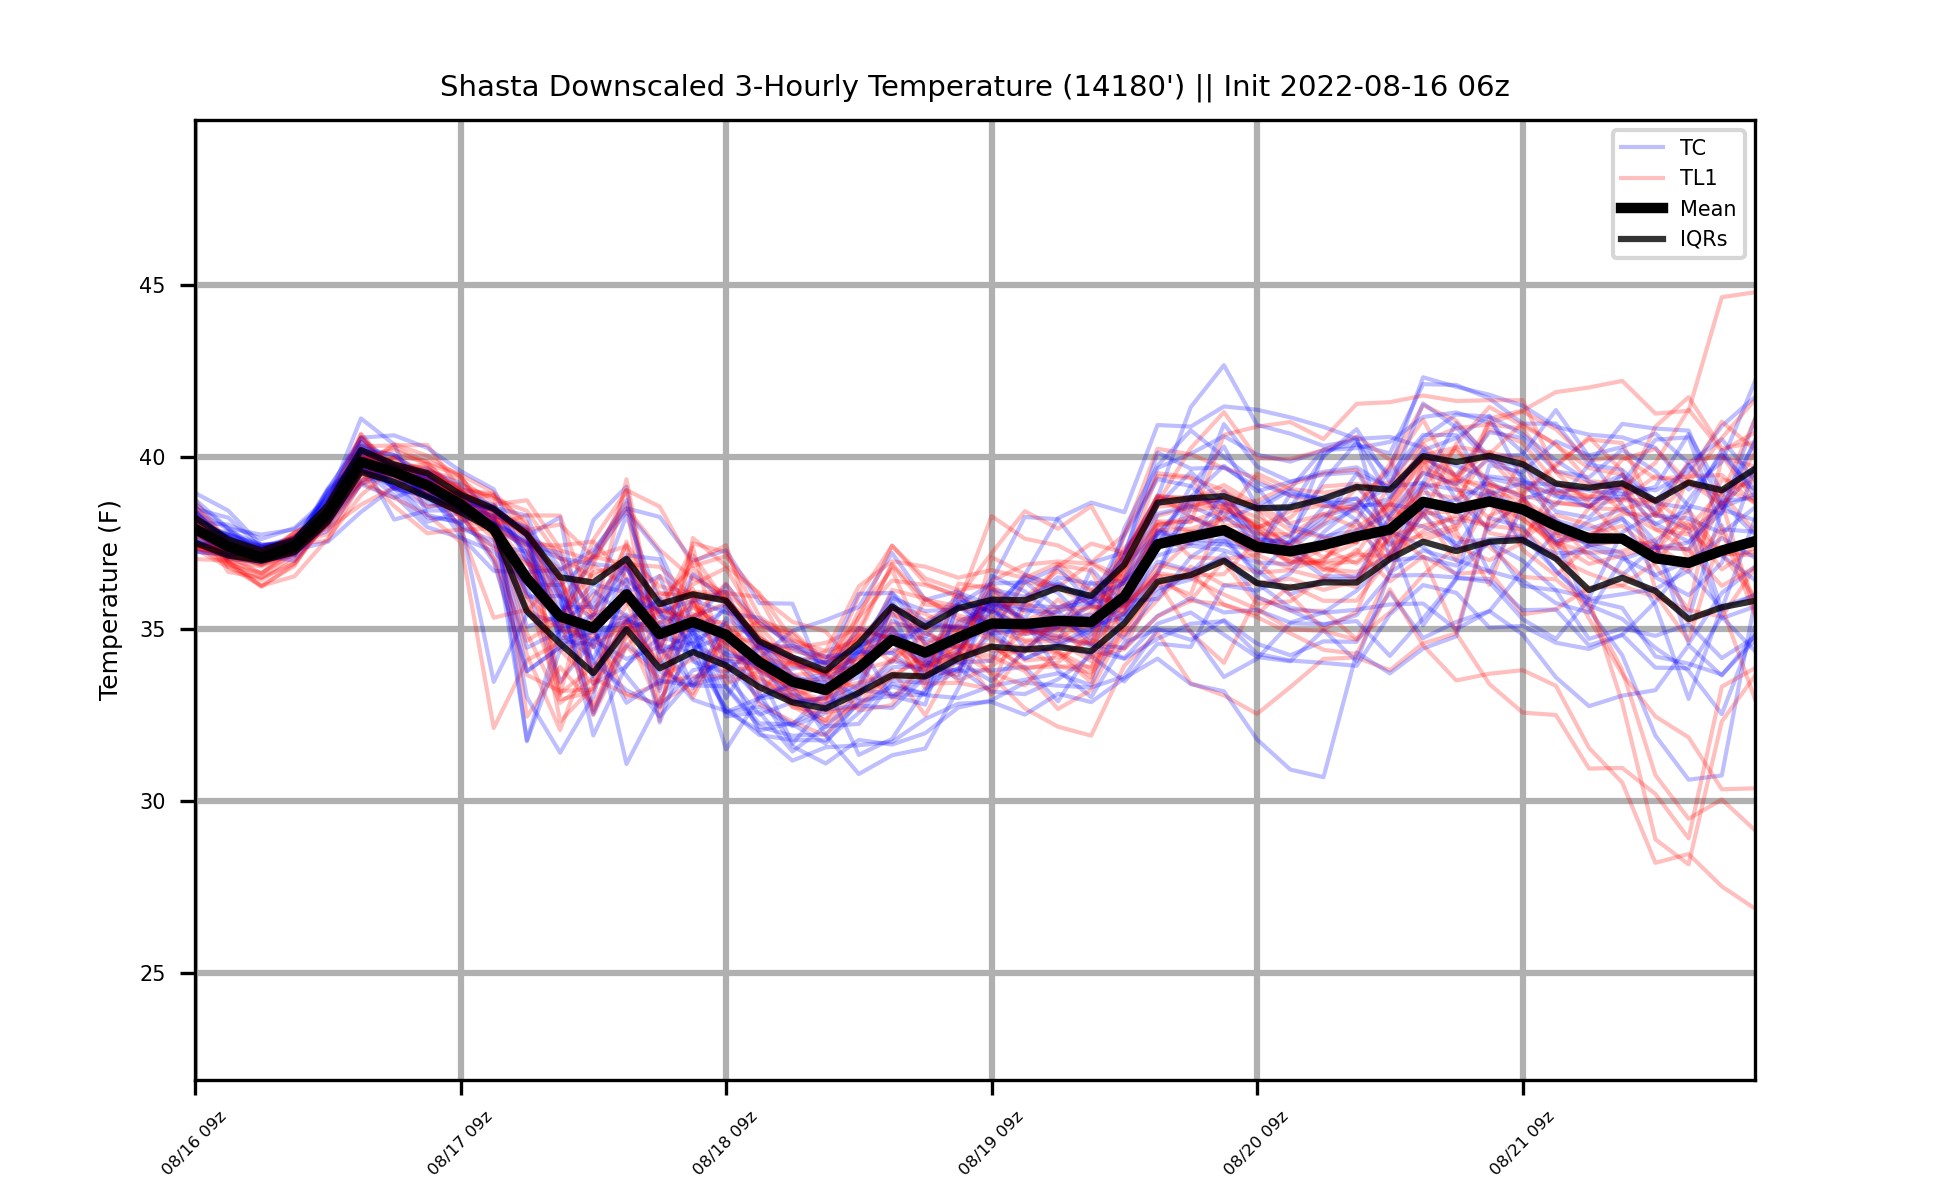 Shasta Downscaled 3-Hourly Temperature (14180') || Init 2022-08-16 06z
TC
TL1
Mean
IQRs
Temperature (F)
45
40
35
30
25
08/16 09z
08/17 09z
08/18 09z
08/19 09z
08/20 09z
08/21 09z